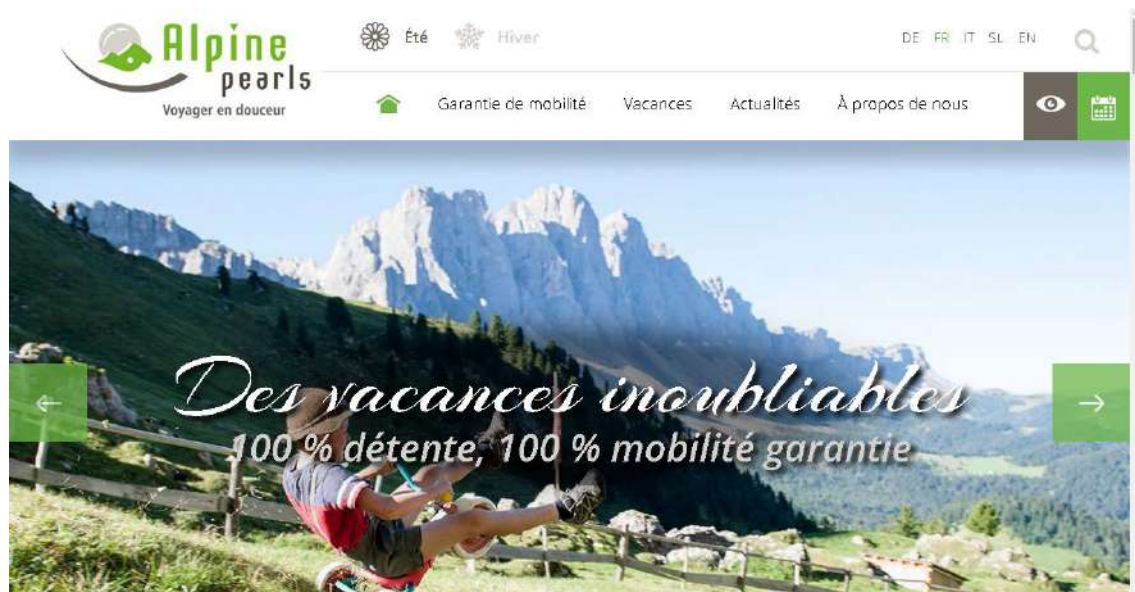 Alpine
pearls
Voyager en douceur
Été Hiver
DE FR IT SL EN
Garantie de mobilité Vacances Actualités À propos de nous
Des vacances inoubliables
100 % détente, 100 % mobilité garantie